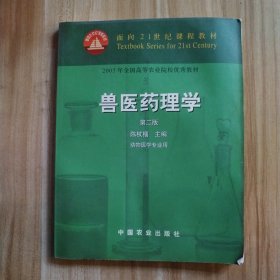 面向21世纪课程教材
Textbook Series for 21st Century
2005年全国高等农业院校优秀教材
兽医药理学
第二版
陈杖榴 主编
动物医学专业用
中国农业出版社